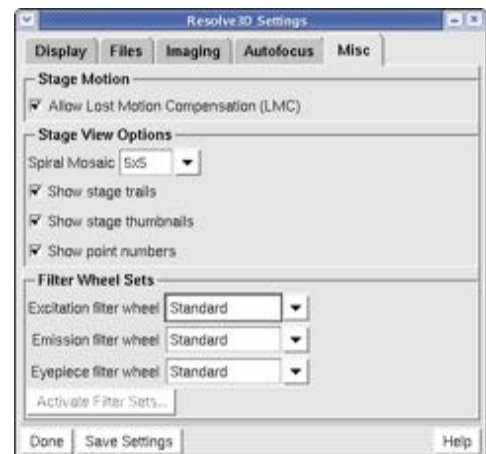 Resolve3D Settings
Display Files Imaging Autofocus Misc
Stage Motion
Allow Lost Motion Compensation (LMC)
Stage View Options
Spiral Mosaic 5x5
Show stage trails
Show stage thumbnails
Show point numbers
Filter Wheel Sets
Excitation filter wheel Standard
Emission filter wheel Standard
Eyepiece filter wheel Standard
Activate Filter Sets...
Done Save Settings Help